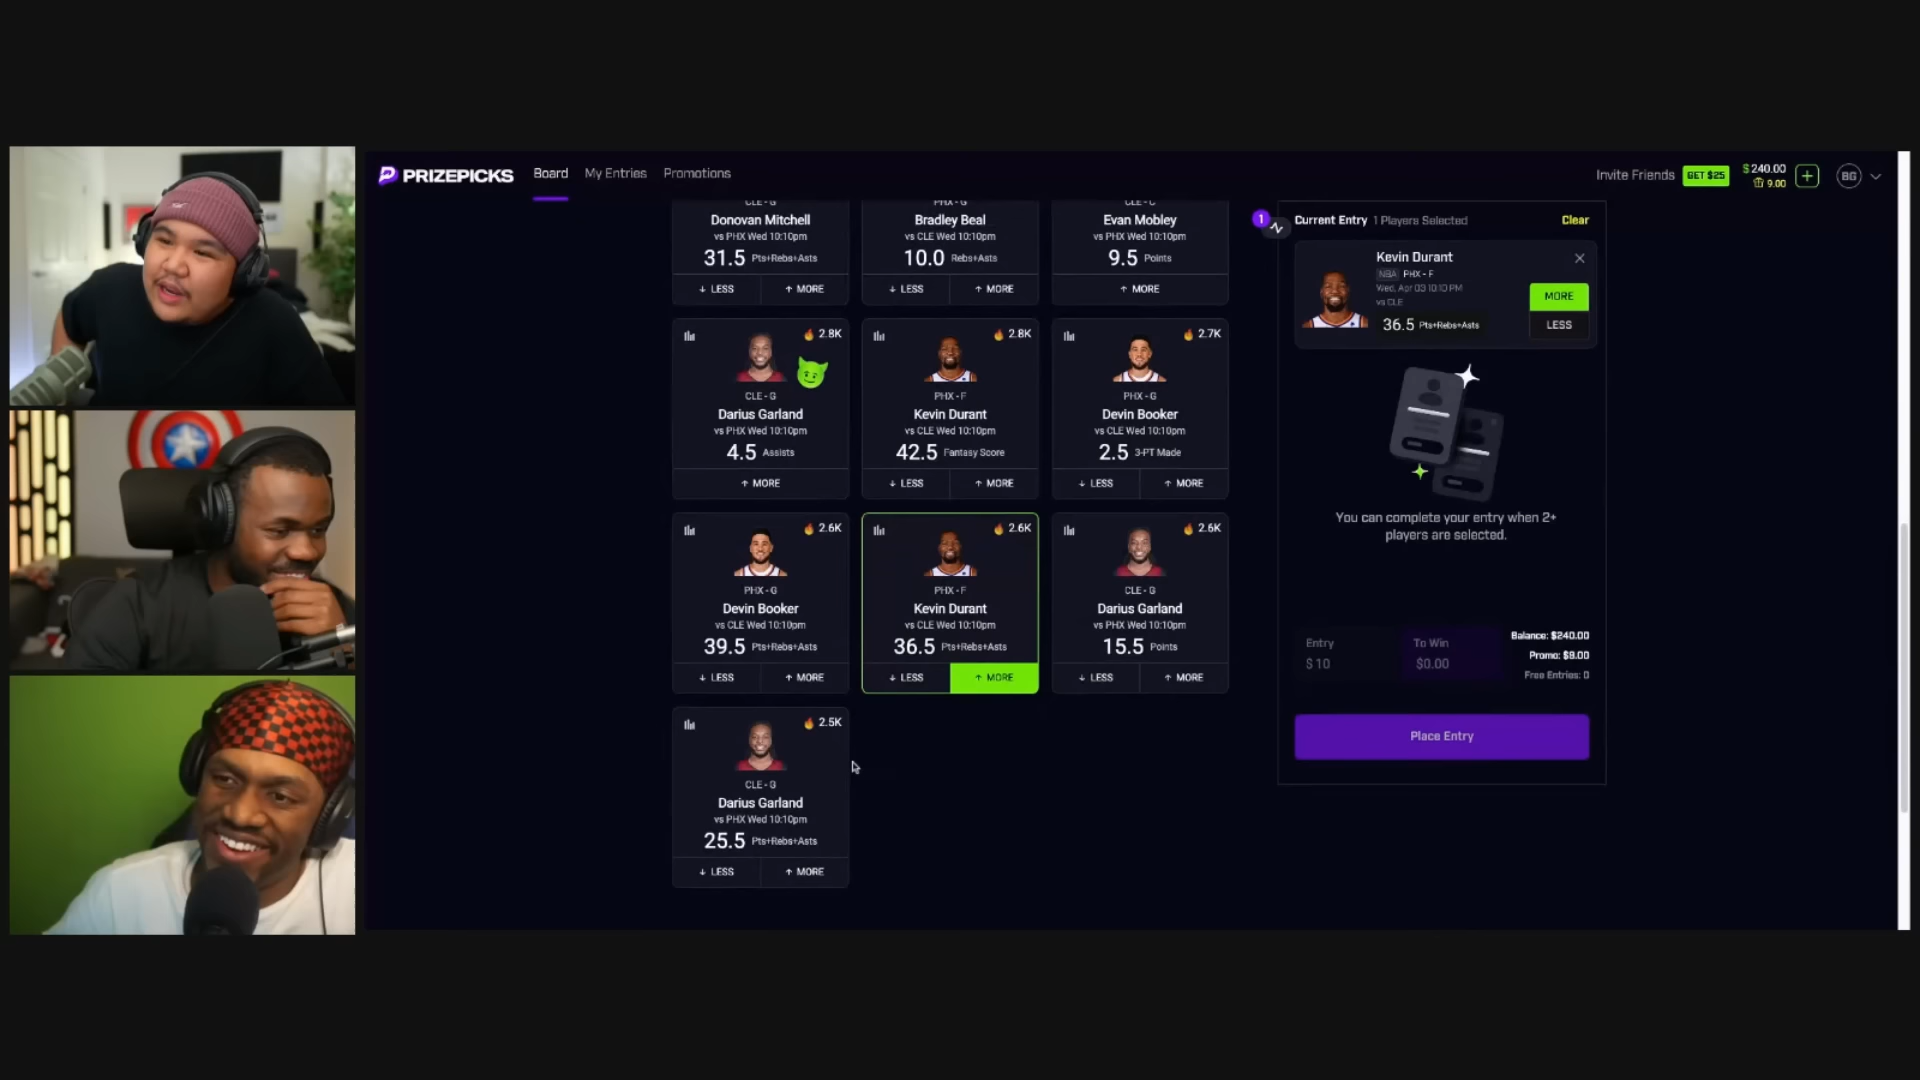 PRIZEPICKS
Board
My Entries
Promotions
Invite Friends
GET $25
$240.00
9.00
BG
CLE - G
Donovan Mitchell
vs PHX Wed 10:10pm
31.5 Pts+Rebs+Asts
↓ LESS
↑ MORE
PHX - G
Bradley Beal
vs CLE Wed 10:10pm
10.0 Rebs+Asts
↓ LESS
↑ MORE
CLE - C
Evan Mobley
vs PHX Wed 10:10pm
9.5 Points
↑ MORE
2.8K
CLE - G
Darius Garland
vs PHX Wed 10:10pm
4.5 Assists
↑ MORE
2.8K
PHX - F
Kevin Durant
vs CLE Wed 10:10pm
42.5 Fantasy Score
↓ LESS
↑ MORE
2.7K
PHX - G
Devin Booker
vs CLE Wed 10:10pm
2.5 3-PT Made
↓ LESS
↑ MORE
2.6K
PHX - G
Devin Booker
vs CLE Wed 10:10pm
39.5 Pts+Rebs+Asts
↓ LESS
↑ MORE
2.6K
PHX - F
Kevin Durant
vs CLE Wed 10:10pm
36.5 Pts+Rebs+Asts
↓ LESS
↑ MORE
2.6K
CLE - G
Darius Garland
vs PHX Wed 10:10pm
15.5 Points
↓ LESS
↑ MORE
2.5K
CLE - G
Darius Garland
vs PHX Wed 10:10pm
25.5 Pts+Rebs+Asts
↓ LESS
↑ MORE
1
Current Entry 1 Players Selected
Clear
Kevin Durant
NBA PHX - F
Wed, Apr 03 10:10 PM
vs CLE
36.5 Pts+Rebs+Asts
MORE
LESS
You can complete your entry when 2+
players are selected.
Entry
$ 10
To Win
$0.00
Balance: $240.00
Promo: $9.00
Free Entries: 0
Place Entry